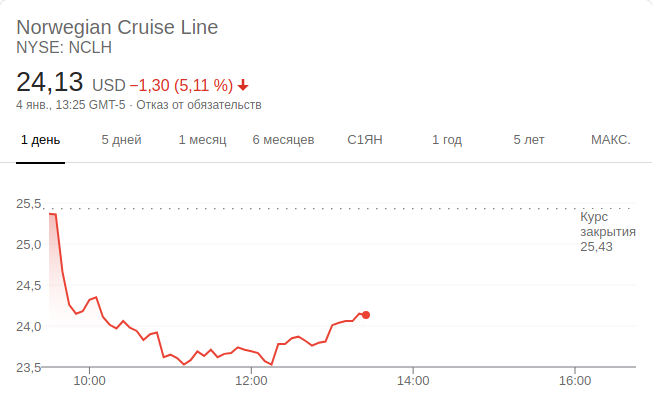 Norwegian Cruise Line
NYSE: NCLH
24,13 USD −1,30 (5,11 %)
4 янв., 13:25 GMT-5 · Отказ от обязательств
1 день 5 дней 1 месяц 6 месяцев С1ЯН 1 год 5 лет МАКС.
25,5
Курс
закрытия
25,43
25,0
24,5
24,0
23,5
10:00 12:00 14:00 16:00